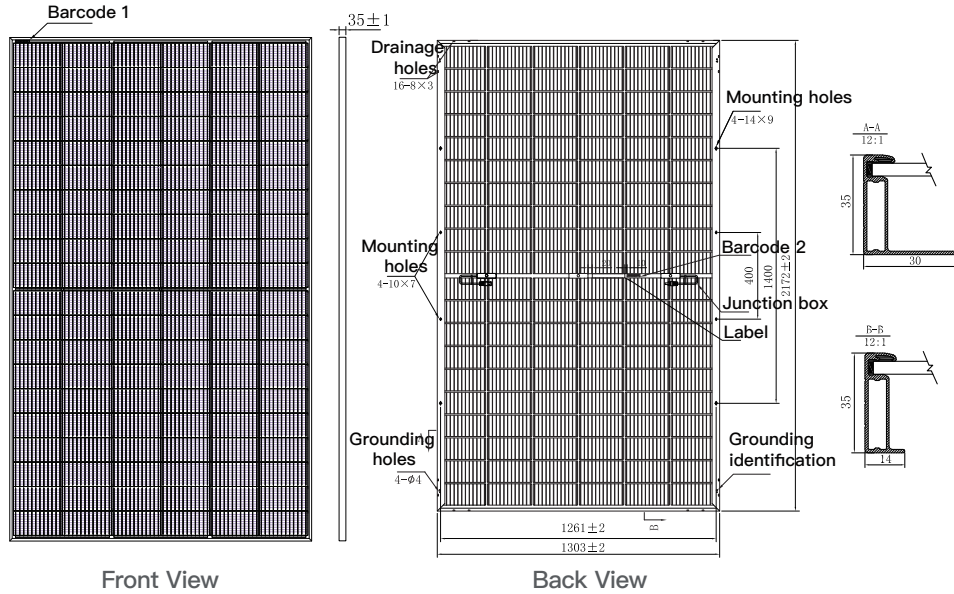 Barcode 1
35±1
Drainage
holes
16-8×3
Mounting holes
4-14×9
A-A
12:1
35
30
Mounting
holes
4-10×7
Barcode 2
400
1400
2172±2
Junction box
Label
B-B
12:1
35
14
Grounding
holes
4-φ4
Grounding
identification
B
1261±2
1303±2
Front View
Back View